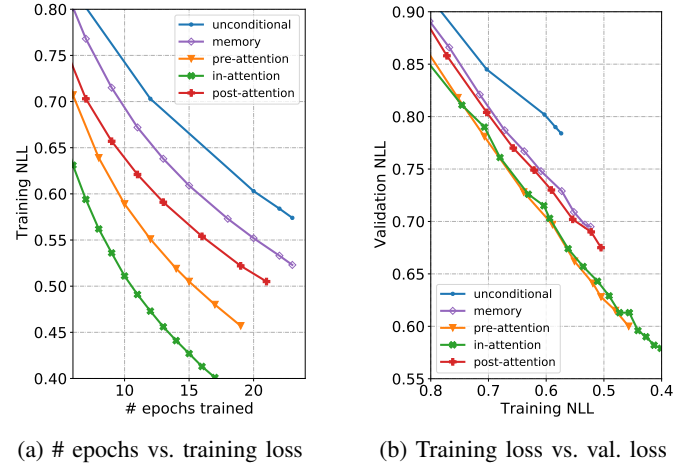 0.80
0.75
0.70
0.65
0.60
0.55
0.50
0.45
0.40
Training NLL
10
15
20
# epochs trained
unconditional
memory
pre-attention
in-attention
post-attention
(a) # epochs vs. training loss
0.90
0.85
0.80
0.75
0.70
0.65
0.60
0.55
Validation NLL
0.8
0.7
0.6
0.5
0.4
Training NLL
unconditional
memory
pre-attention
in-attention
post-attention
(b) Training loss vs. val. loss